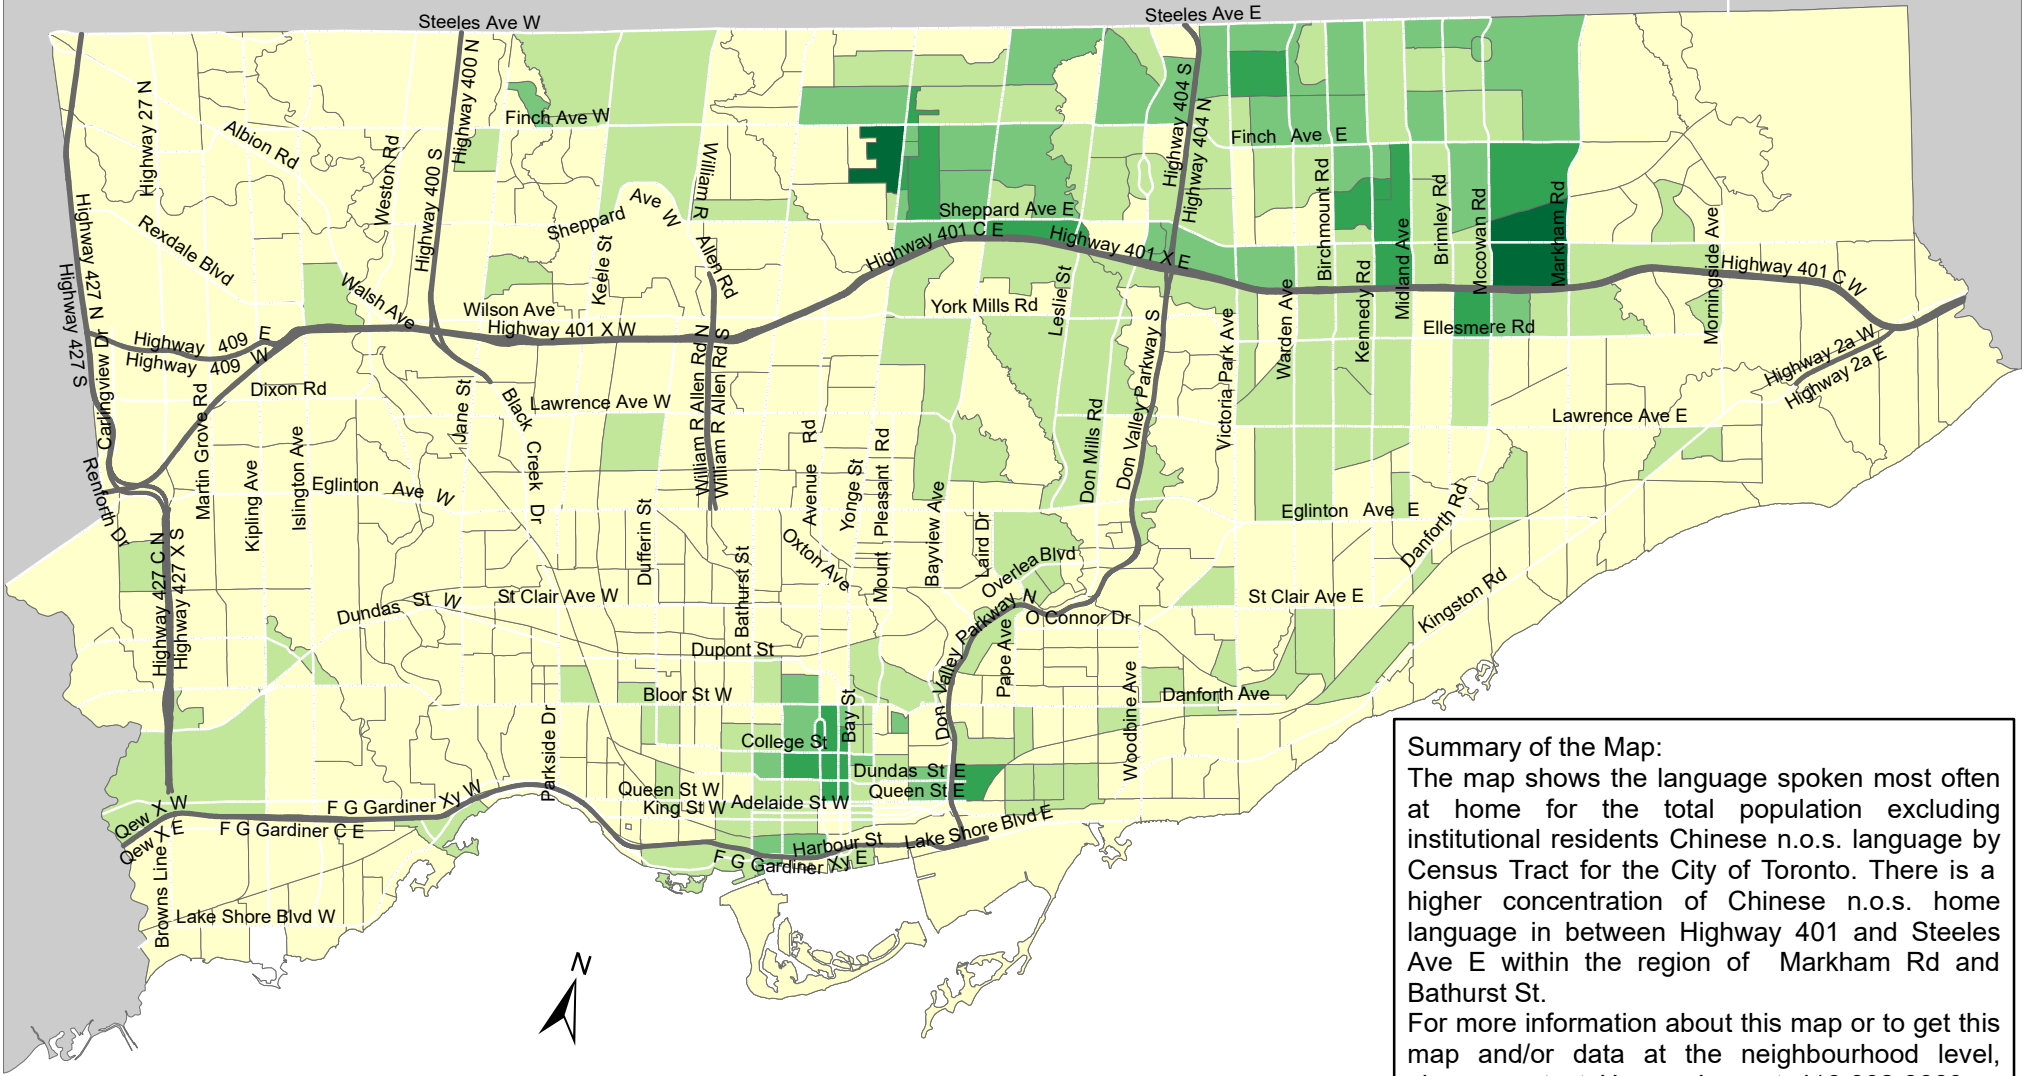 Steeles Ave W
Steeles Ave E
Highway 27 N
Albion Rd
Weston Rd
Highway 400 N
Highway 400 S
Finch Ave W
William R Allen Rd
Highway 404 S
Highway 404 N
Finch Ave E
Highway 427 N
Highway 427 S
Rexdale Blvd
Sheppard Ave W
Keele St
Sheppard Ave E
Highway 401 C E
Highway 401 X E
Birchmount Rd
Midland Ave
Brimley Rd
Mccowan Rd
Markham Rd
Morningside Ave
Highway 401 C W
Walsh Ave
Wilson Ave
Highway 401 X W
York Mills Rd
Leslie St
Kennedy Rd
Warden Ave
Ellesmere Rd
Highway 409 E
Highway 409 W
Carlingview Dr
Martin Grove Rd
Dixon Rd
Jane St
Black Creek Dr
Lawrence Ave W
William R Allen Rd N
William R Allen Rd S
Don Mills Rd
Don Valley Parkway S
Victoria Park Ave
Lawrence Ave E
Highway 2a W
Highway 2a E
Renforth Dr
Kipling Ave
Islington Ave
Eglinton Ave W
Dufferin St
Bathurst St
Avenue Rd
Yonge St
Mount Pleasant Rd
Oxton Ave
Bayview Ave
Laird Dr
Overlea Blvd
Eglinton Ave E
Danforth Rd
Highway 427 C N
Highway 427 X S
Dundas St W
St Clair Ave W
St Clair Ave E
Kingston Rd
O Connor Dr
Don Valley Parkway N
Pape Ave
Dupont St
Bloor St W
Bay St
Danforth Ave
Woodbine Ave
Parkside Dr
College St
Dundas St E
Queen St W
Queen St E
King St W
Adelaide St W
Qew X W
Qew X E
F G Gardiner Xy W
F G Gardiner C E
Harbour St
Lake Shore Blvd E
F G Gardiner Xy E
Browns Line
Lake Shore Blvd W
N
Summary of the Map:
The map shows the language spoken most often
at home for the total population excluding
institutional residents Chinese n.o.s. language by
Census Tract for the City of Toronto. There is a
higher concentration of Chinese n.o.s. home
language in between Highway 401 and Steeles
Ave E within the region of Markham Rd and
Bathurst St.
For more information about this map or to get this
map and/or data at the neighbourhood level,